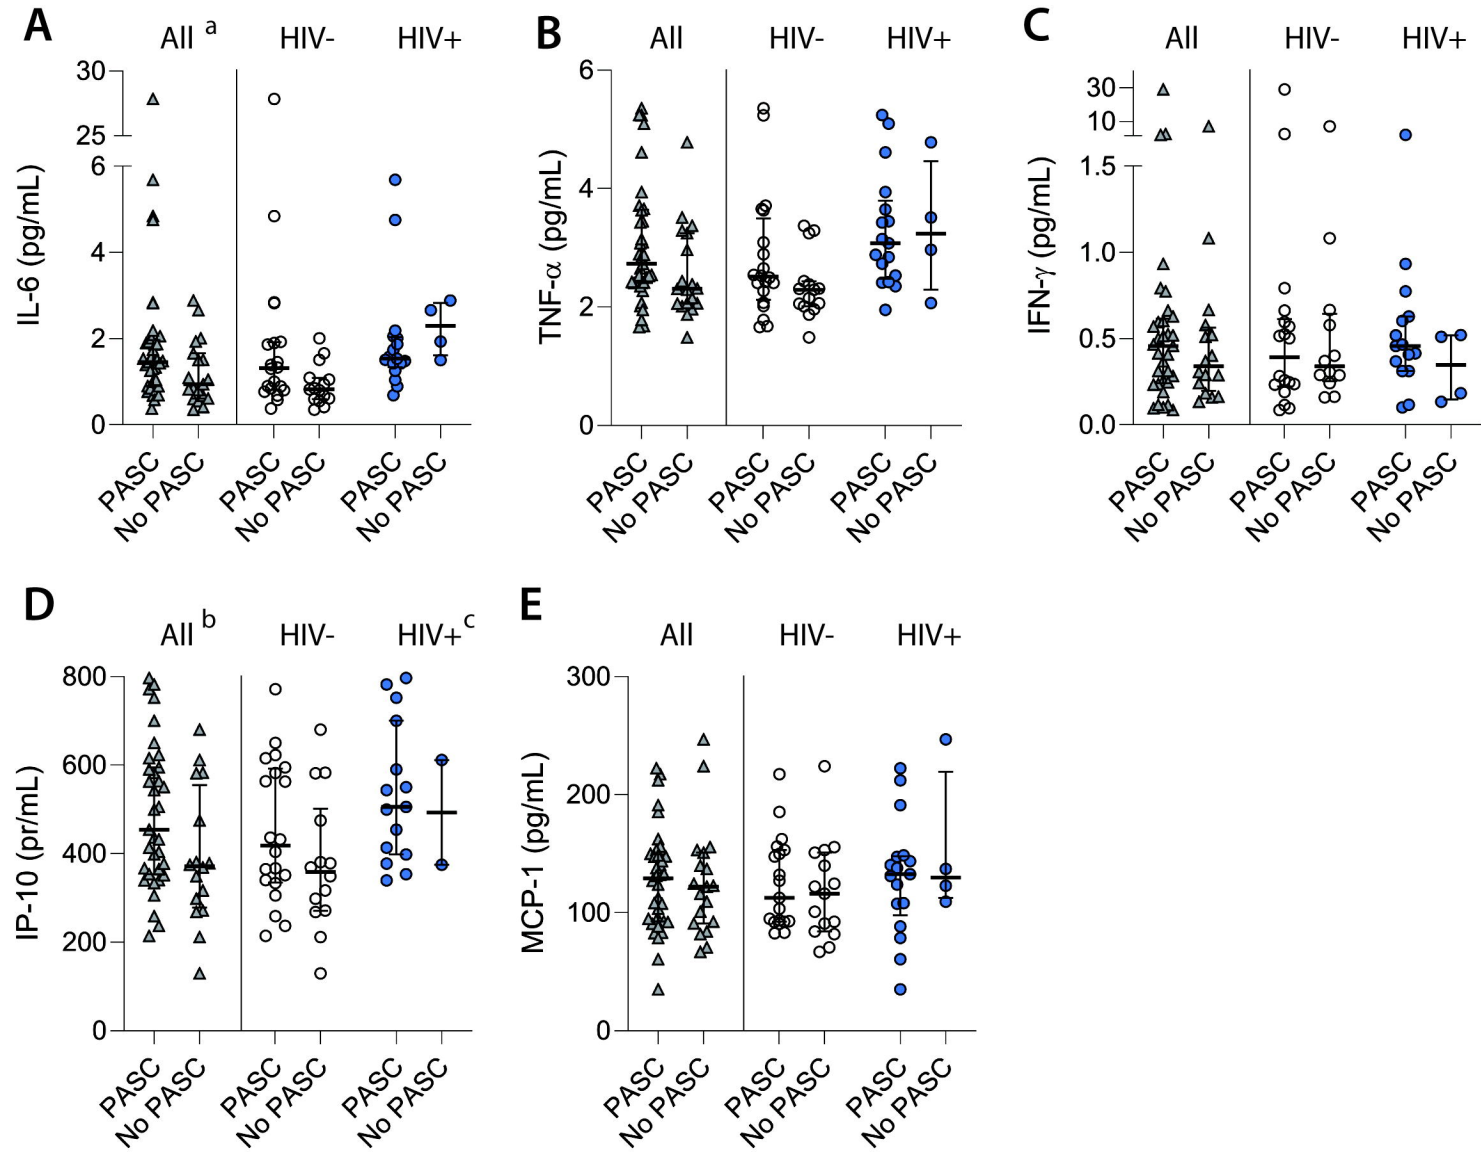 A
All a
HIV-
HIV+
IL-6 (pg/mL)
30
25
6
4
2
0
PASC
No PASC
PASC
No PASC
PASC
No PASC
B
All
HIV-
HIV+
TNF-α (pg/mL)
6
4
2
0
PASC
No PASC
PASC
No PASC
PASC
No PASC
C
All
HIV-
HIV+
IFN-γ (pg/mL)
30
10
1.5
1.0
0.5
0.0
PASC
No PASC
PASC
No PASC
PASC
No PASC
D
All b
HIV-
HIV+ c
IP-10 (pr/mL)
800
600
400
200
0
PASC
No PASC
PASC
No PASC
PASC
No PASC
E
All
HIV-
HIV+
MCP-1 (pg/mL)
300
200
100
0
PASC
No PASC
PASC
No PASC
PASC
No PASC